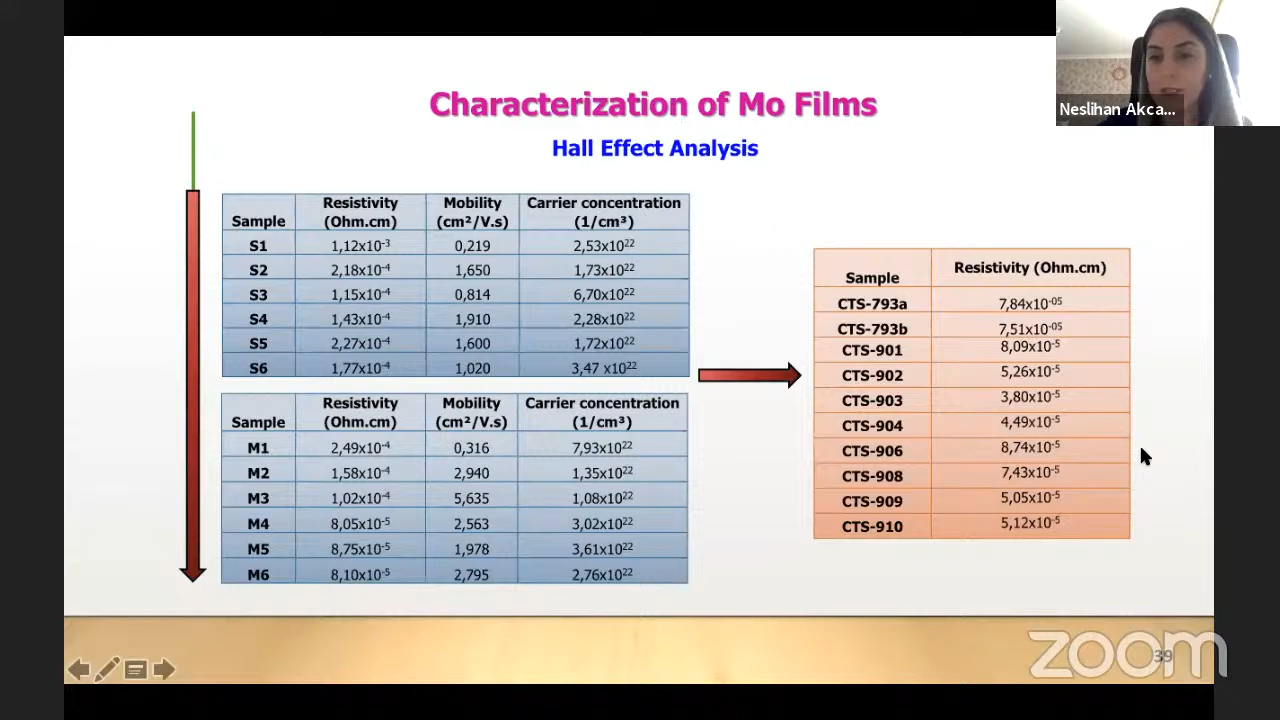 Characterization of Mo Films
Hall Effect Analysis
Neslihan Akca...
Sample Resistivity (Ohm.cm) Mobility (cm²/V.s) Carrier concentration (1/cm³)
S1 1,12x10⁻³ 0,219 2,53x10²²
S2 2,18x10⁻⁴ 1,650 1,73x10²²
S3 1,15x10⁻⁴ 0,814 6,70x10²²
S4 1,43x10⁻⁴ 1,910 2,28x10²²
S5 2,27x10⁻⁴ 1,600 1,72x10²²
S6 1,77x10⁻⁴ 1,020 3,47 x10²²
Sample Resistivity (Ohm.cm) Mobility (cm²/V.s) Carrier concentration (1/cm³)
M1 2,49x10⁻⁴ 0,316 7,93x10²²
M2 1,58x10⁻⁴ 2,940 1,35x10²²
M3 1,02x10⁻⁴ 5,635 1,08x10²²
M4 8,05x10⁻⁵ 2,563 3,02x10²²
M5 8,75x10⁻⁵ 1,978 3,61x10²²
M6 8,10x10⁻⁵ 2,795 2,76x10²²
Sample Resistivity (Ohm.cm)
CTS-793a 7,84x10⁻⁰⁵
CTS-793b 7,51x10⁻⁰⁵
CTS-901 8,09x10⁻⁵
CTS-902 5,26x10⁻⁵
CTS-903 3,80x10⁻⁵
CTS-904 4,49x10⁻⁵
CTS-906 8,74x10⁻⁵
CTS-908 7,43x10⁻⁵
CTS-909 5,05x10⁻⁵
CTS-910 5,12x10⁻⁵
zoom
39